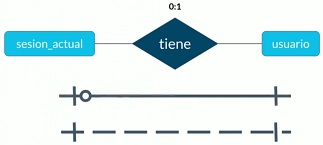 0:1
sesion_actual
tiene
usuario